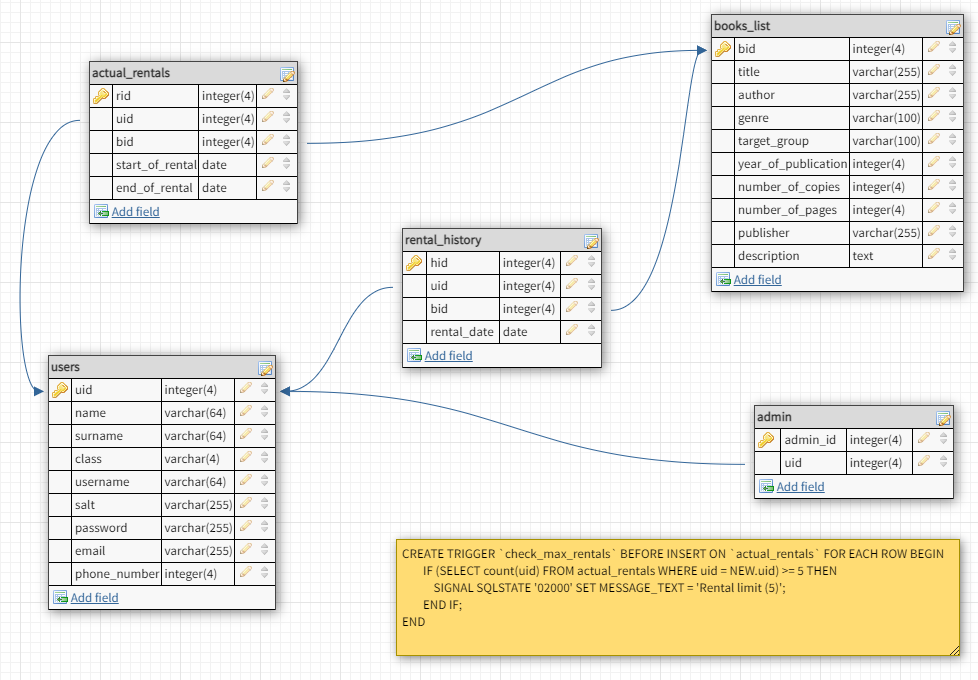 actual_rentals
rid integer(4)
uid integer(4)
bid integer(4)
start_of_rental date
end_of_rental date
Add field
books_list
bid integer(4)
title varchar(255)
author varchar(255)
genre varchar(100)
target_group varchar(100)
year_of_publication integer(4)
number_of_copies integer(4)
number_of_pages integer(4)
publisher varchar(255)
description text
Add field
rental_history
hid integer(4)
uid integer(4)
bid integer(4)
rental_date date
Add field
users
uid integer(4)
name varchar(64)
surname varchar(64)
class varchar(4)
username varchar(64)
salt varchar(255)
password varchar(255)
email varchar(255)
phone_number integer(4)
Add field
admin
admin_id integer(4)
uid integer(4)
Add field
CREATE TRIGGER `check_max_rentals` BEFORE INSERT ON `actual_rentals` FOR EACH ROW BEGIN
IF (SELECT count(uid) FROM actual_rentals WHERE uid = NEW.uid) >= 5 THEN
SIGNAL SQLSTATE '02000' SET MESSAGE_TEXT = 'Rental limit (5)';
END IF;
END